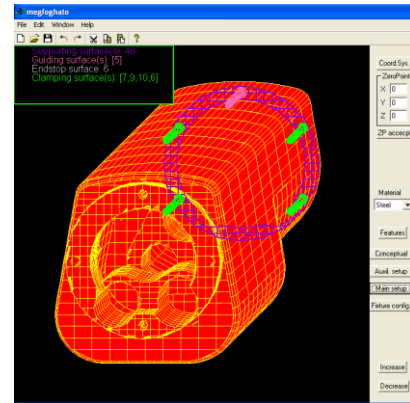 megfoghato
File Edit Window Help
Supporting surface(s): 48
Guiding surface(s): [5]
Endstop surface: 6
Clamping surface(s): [7,9,10,6]
Coord.Sys.
ZeroPoint
X 0
Y 0
Z 0
ZP accecpt
Material
Steel
Features
Conceptual
Auxil. setup
Main setup
Fixture config.
Increase
Decrease